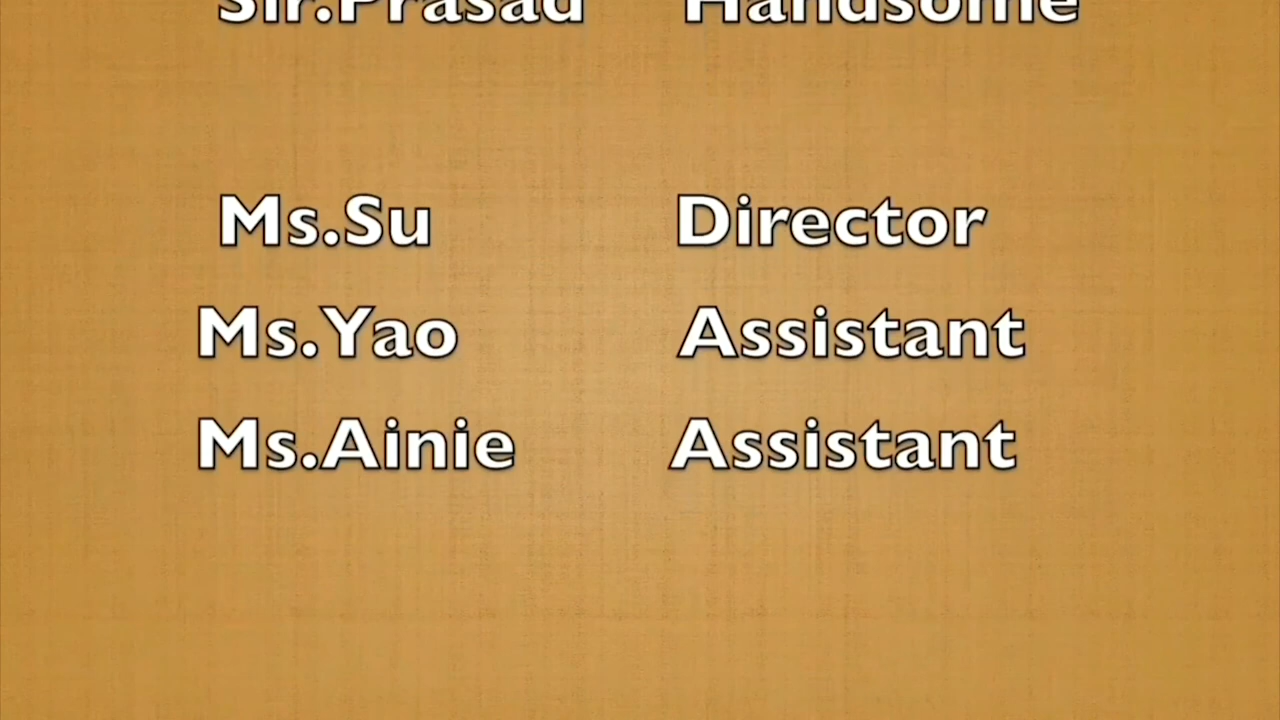 Sir.Prasad Handsome
Ms.Su Director
Ms.Yao Assistant
Ms.Ainie Assistant